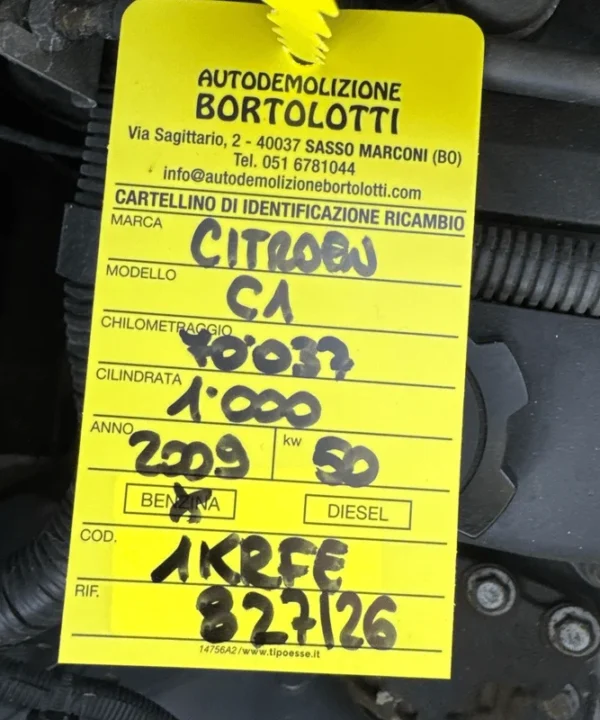 AUTODEMOLIZIONE
BORTOLOTTI
Via Sagittario, 2 - 40037 SASSO MARCONI (BO)
Tel. 051 6781044
info@autodemolizionebortolotti.com
CARTELLINO DI IDENTIFICAZIONE RICAMBIO
MARCA CITROEN
MODELLO C1
CHILOMETRAGGIO 70'037
CILINDRATA 1.000
ANNO 2009 kw 50
BENZINA X DIESEL
COD. 1KRFE
RIF. 827/26
14756A2/www.tipoesse.it